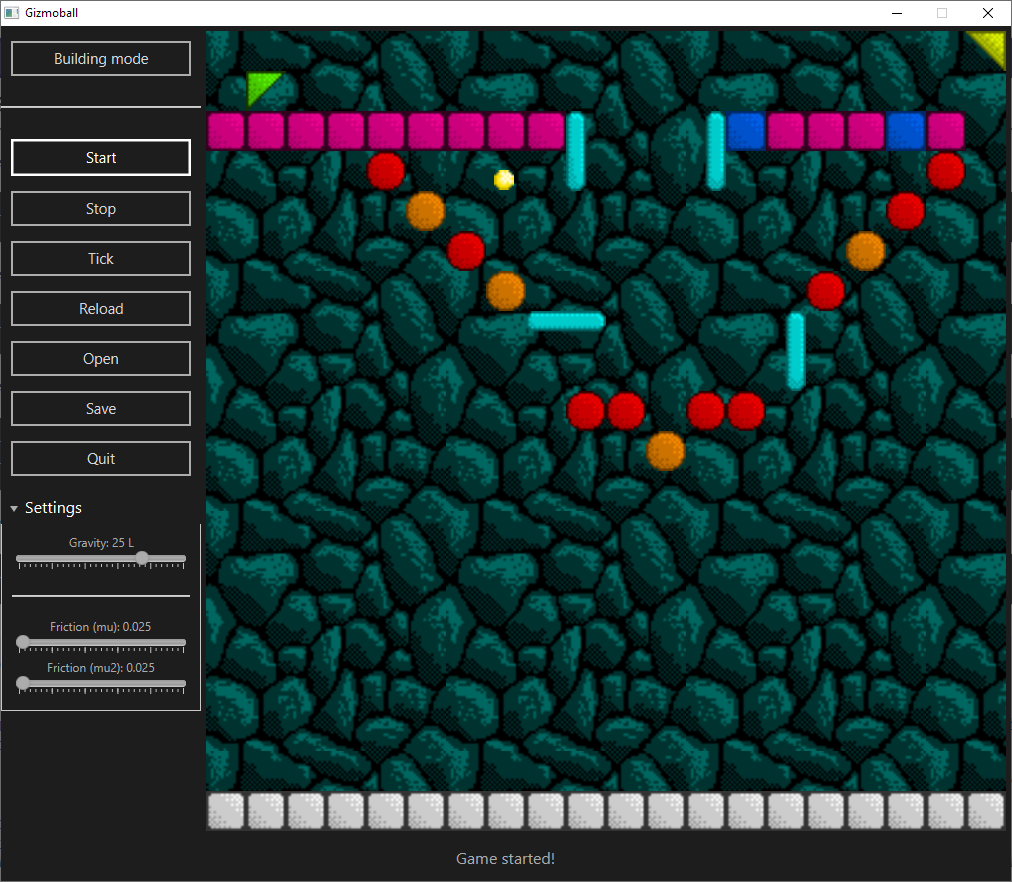 Gizmoball
Building mode
Start
Stop
Tick
Reload
Open
Save
Quit
Settings
Gravity: 25 L
Friction (mu): 0.025
Friction (mu2): 0.025
Game started!